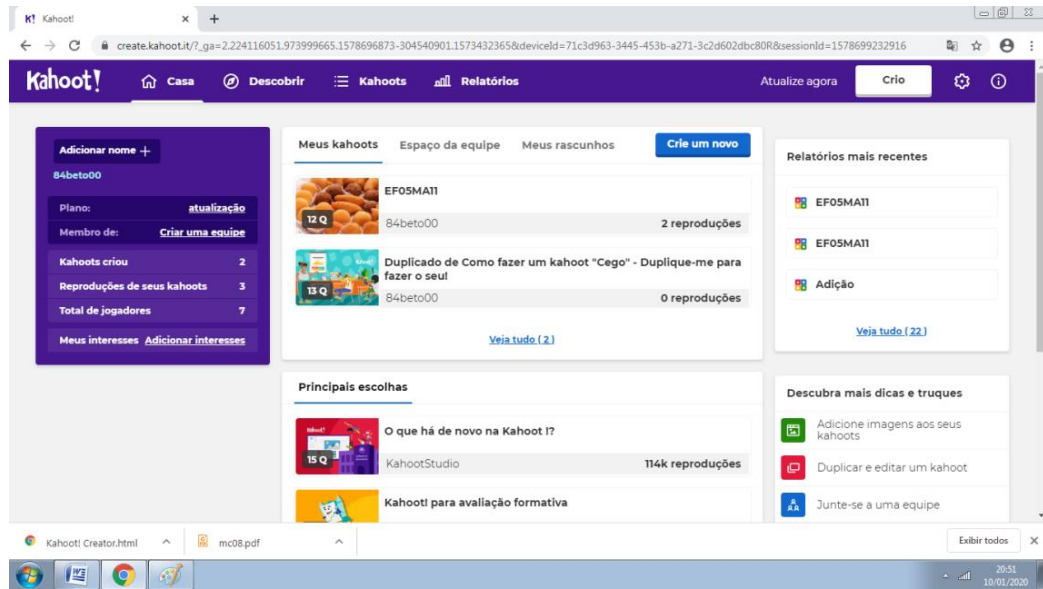 Kahoot!
create.kahoot.it/?_ga=2.224116051.973999665.1578696873-304540901.1573432365&deviceId=71c3d963-3445-453b-a271-3c2d602dbc80R&sessionId=1578699232916
Kahoot!
Casa
Descobrir
Kahoots
Relatórios
Atualize agora
Crio
Adicionar nome +
84beto00
Plano: atualização
Membro de: Criar uma equipe
Kahoots criou 2
Reproduções de seus kahoots 3
Total de jogadores 7
Meus interesses Adicionar interesses
Meus kahoots
Espaço da equipe
Meus rascunhos
Crie um novo
EF05MA11
12 Q
84beto00 2 reproduções
Duplicado de Como fazer um kahoot "Cego" - Duplique-me para
fazer o seu!
13 Q
84beto00 0 reproduções
Veja tudo ( 2 )
Principais escolhas
O que há de novo na Kahoot !?
15 Q
KahootStudio 114k reproduções
Kahoot! para avaliação formativa
Relatórios mais recentes
EF05MA11
EF05MA11
Adição
Veja tudo ( 22 )
Descubra mais dicas e truques
Adicione imagens aos seus
kahoots
Duplicar e editar um kahoot
Junte-se a uma equipe
Kahoot! Creator.html
mc08.pdf
Exibir todos
20:51
10/01/2020